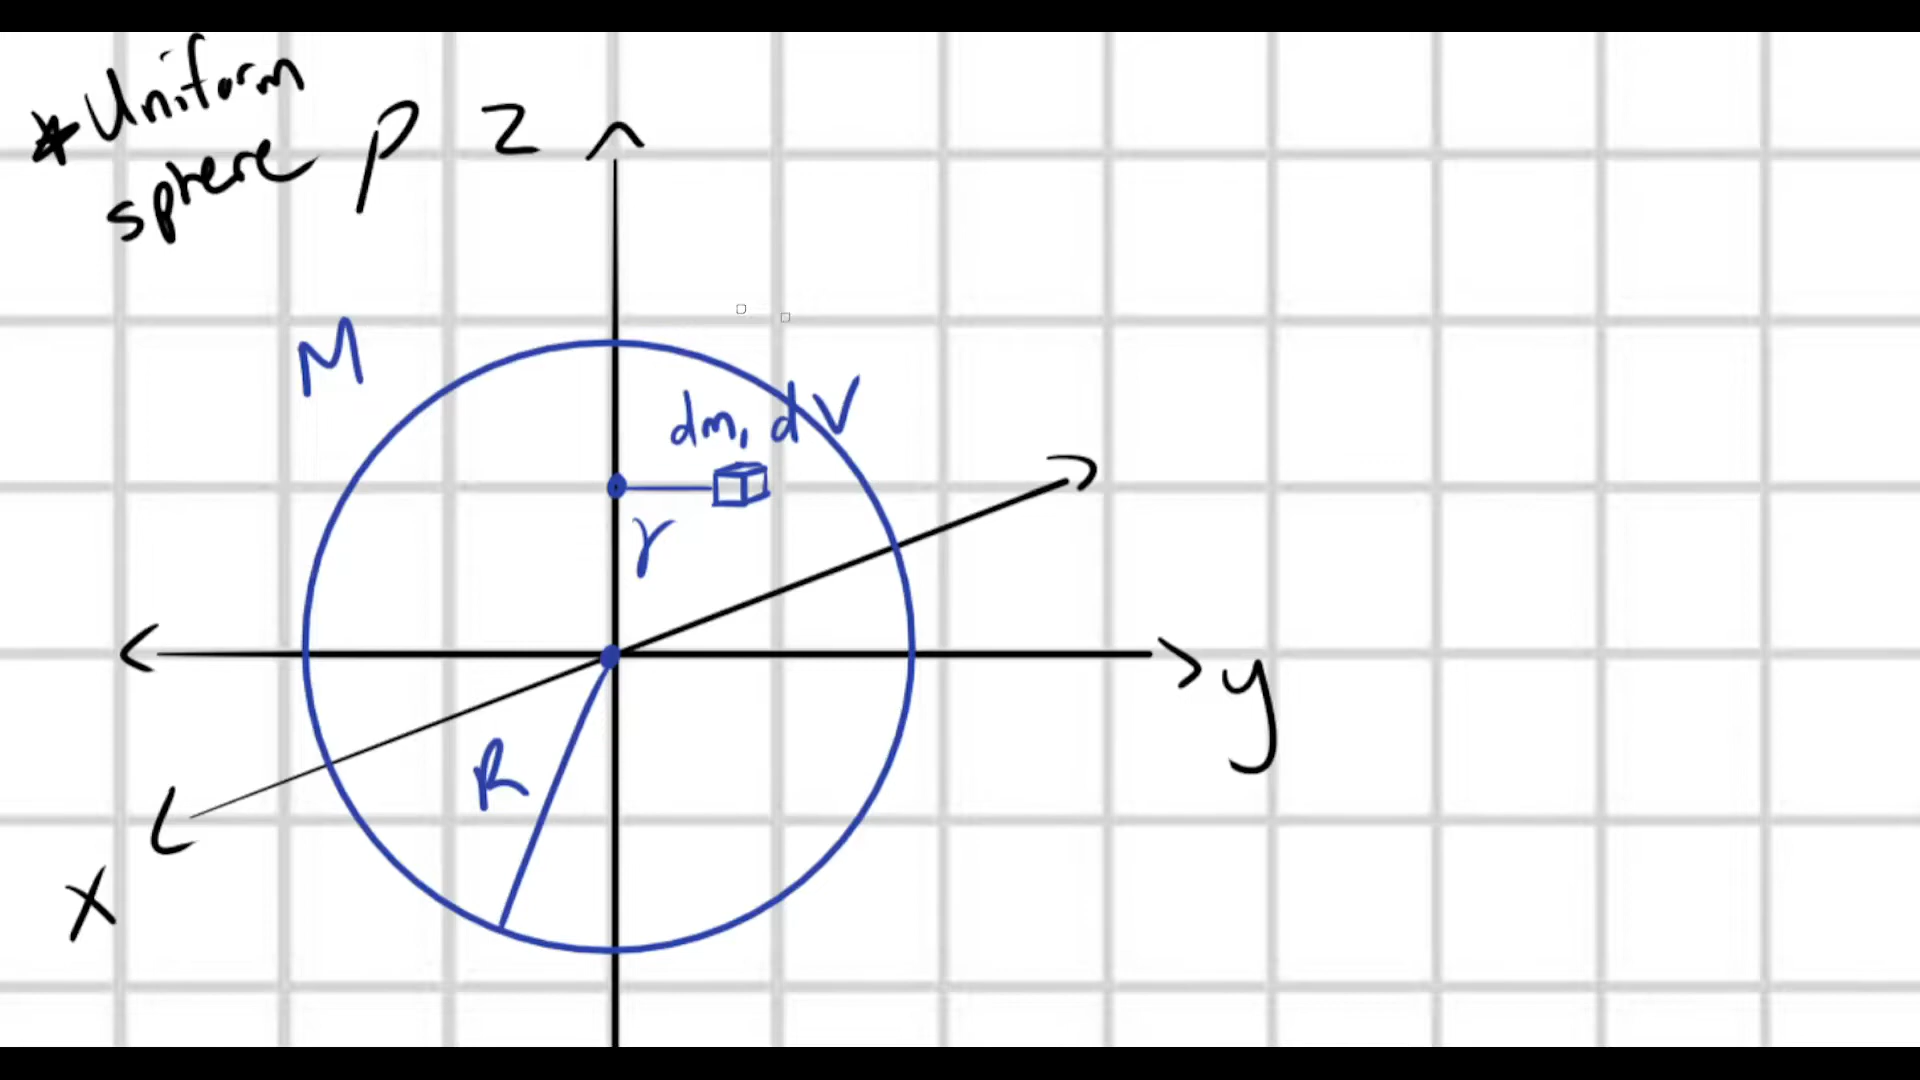 * Uniform
sphere ρ
z
M
dm, dV
r
y
R
x